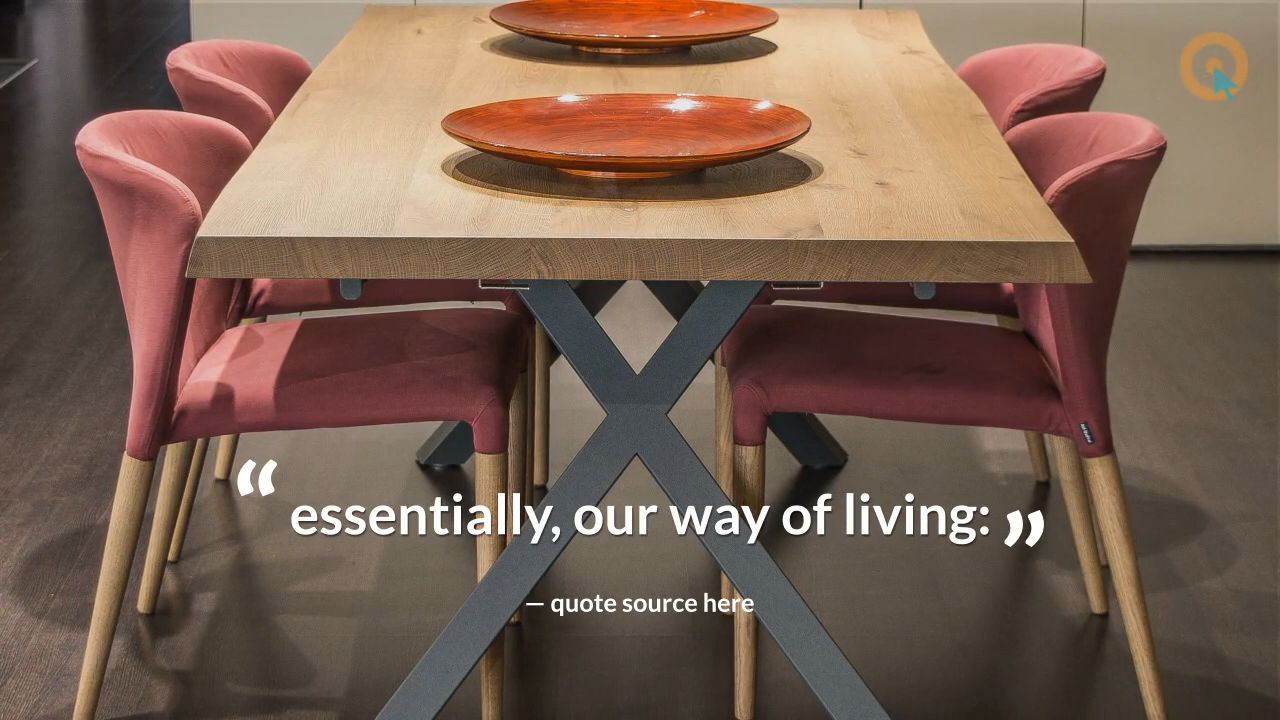 “essentially, our way of living:”
– quote source here